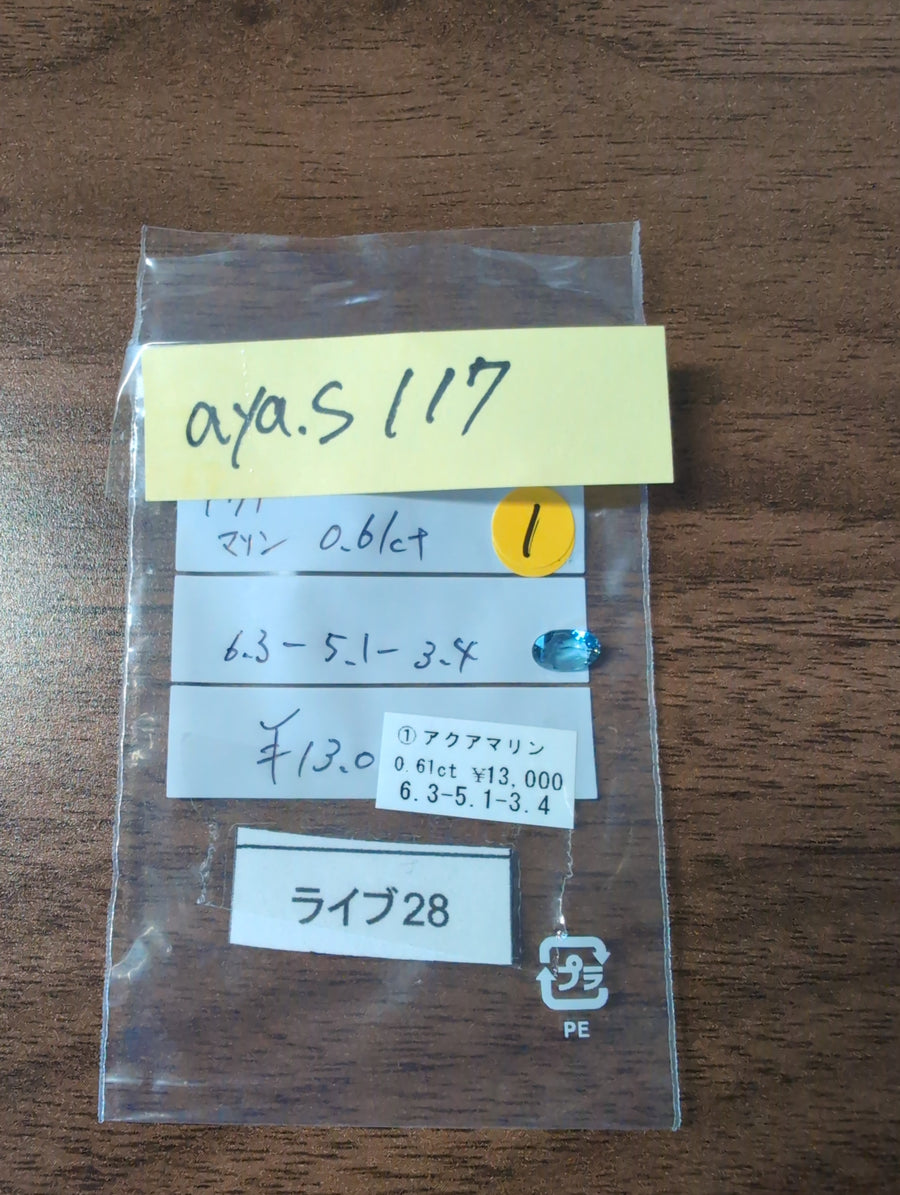 aya.s 117
マリン 0.61ct
1
6.3-5.1-3.4
¥13.0
① アクアマリン
0.61ct ¥13,000
6.3-5.1-3.4
ライブ28
プラ
PE